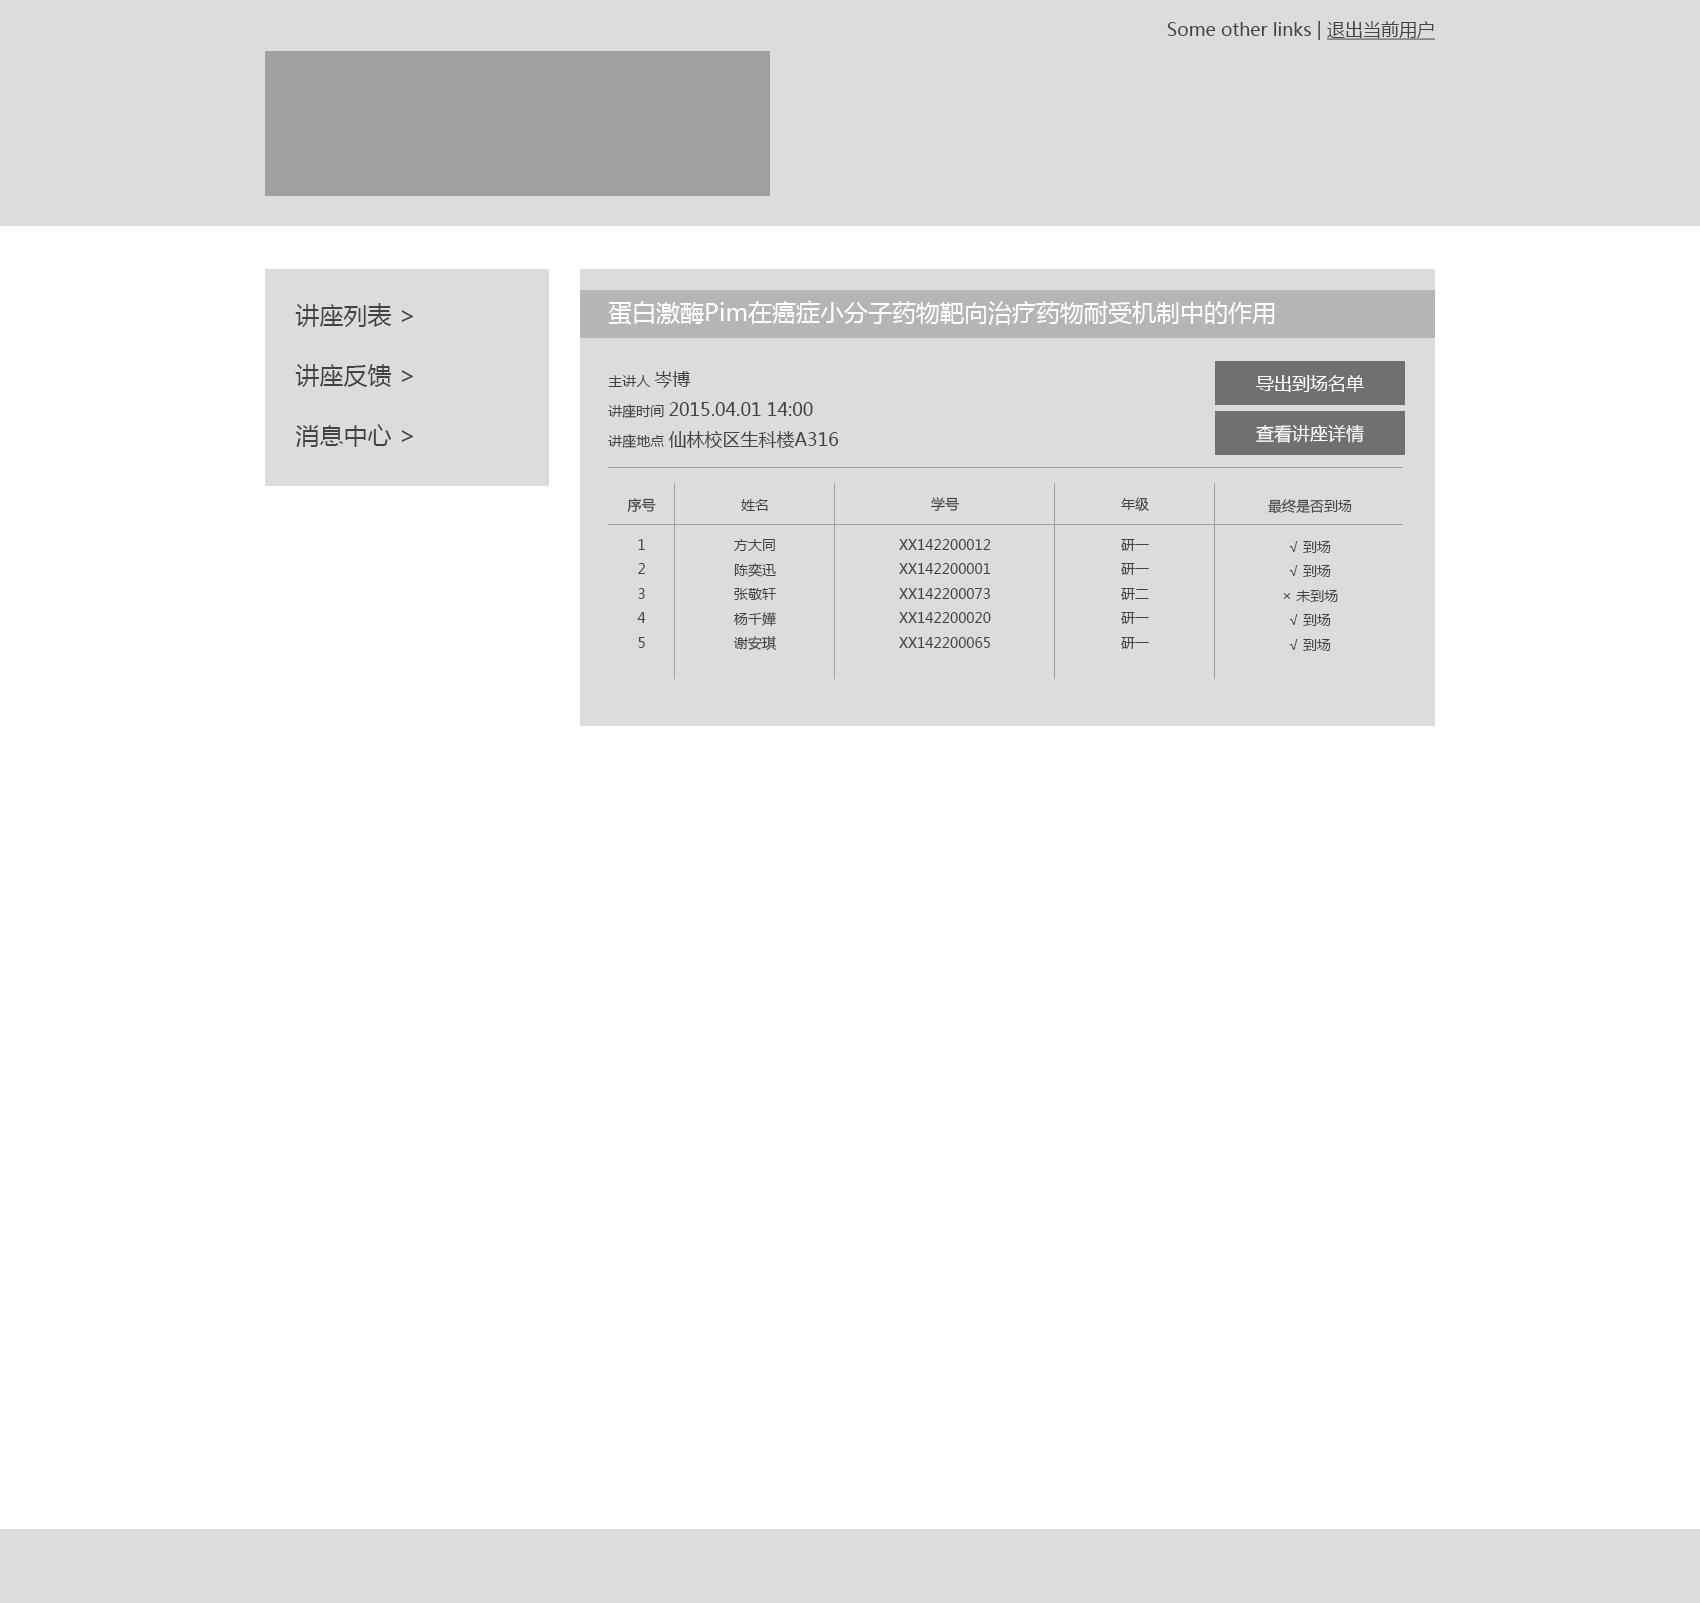 Some other links | 退出当前用户
讲座列表 >
讲座反馈 >
消息中心 >
蛋白激酶Pim在癌症小分子药物靶向治疗药物耐受机制中的作用
主讲人 岑博
讲座时间 2015.04.01 14:00
讲座地点 仙林校区生科楼A316
导出到场名单
查看讲座详情
序号 姓名 学号 年级 最终是否到场
1 方大同 XX142200012 研一 √ 到场
2 陈奕迅 XX142200001 研一 √ 到场
3 张敬轩 XX142200073 研二 × 未到场
4 杨千嬅 XX142200020 研一 √ 到场
5 谢安琪 XX142200065 研一 √ 到场